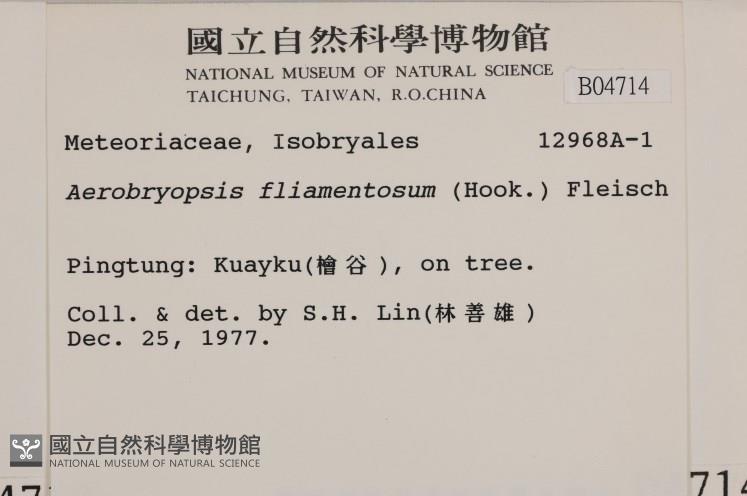 國立自然科學博物館
NATIONAL MUSEUM OF NATURAL SCIENCE
TAICHUNG, TAIWAN, R.O.CHINA
B04714
Meteoriaceae, Isobryales 12968A-1
Aerobryopsis fliamentosum (Hook.) Fleisch
Pingtung: Kuayku(檜谷), on tree.
Coll. & det. by S.H. Lin(林善雄)
Dec. 25, 1977.
國立自然科學博物館
NATIONAL MUSEUM OF NATURAL SCIENCE
471
714